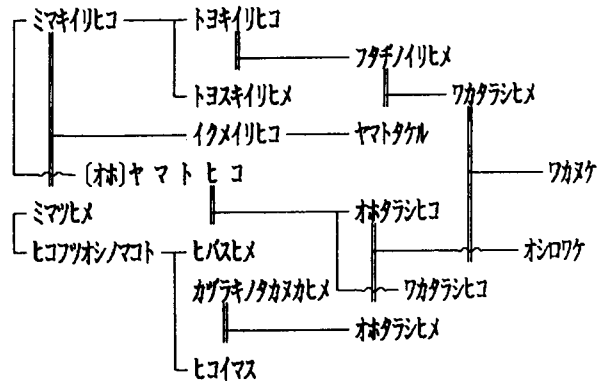 ミマキイリヒコ トヨキイリヒコ
フタヂノイリヒメ
トヨスキイリヒメ ワカタラシヒメ
イクメイリヒコ ヤマトタケル
〔オホ〕ヤマトヒコ ワカヌケ
ミマツヒメ オホタラシヒコ
ヒコフツオシノマコト ヒバスヒメ オシロワケ
カヅラキノタカヌカヒメ ワカタラシヒコ
オホタラシヒメ
ヒコイマス